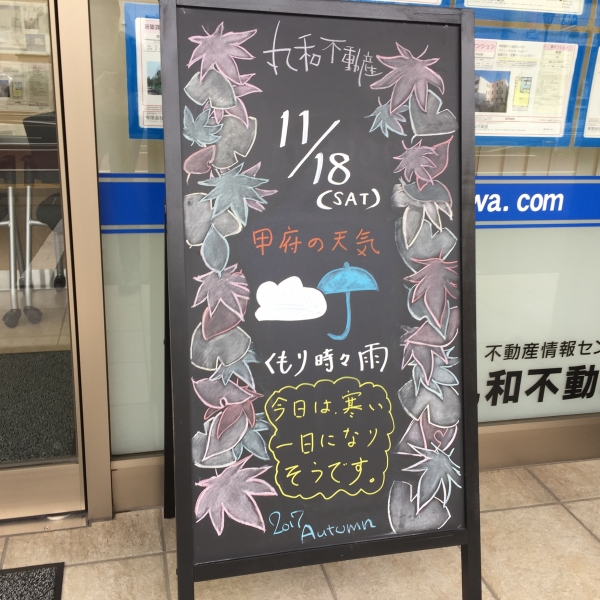 丸和不動産
11/18
(SAT)
甲府の天気
くもり時々雨
今日は、寒い
一日になり
そうです。
2017 Autumn
wa.com
不動産情報セン
和不動